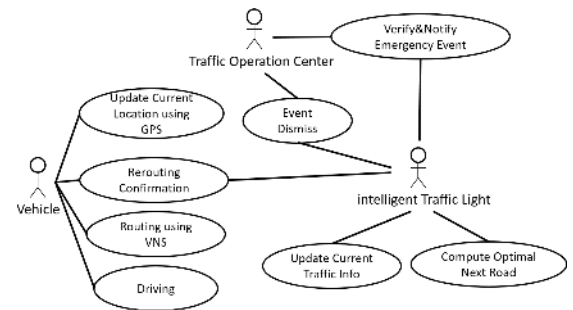 Verify&Notify
Emergency Event
Traffic Operation Center
Update Current
Location using
GPS
Event
Dismiss
Rerouting
Confirmation
Vehicle
intelligent Traffic Light
Routing using
VNS
Update Current
Traffic Info
Compute Optimal
Next Road
Driving